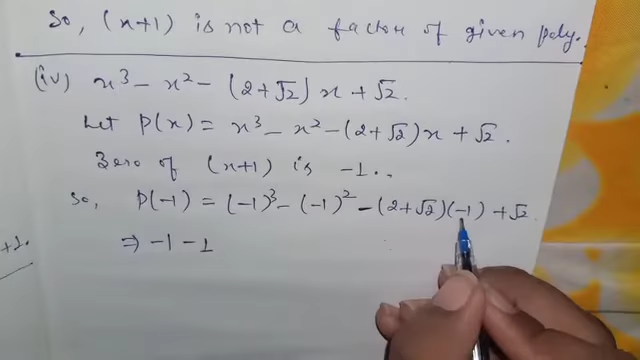 So, (x+1) is not a factor of given poly.
(iv) x³ - x² - (2+√2) x + √2.
Let P(x) = x³ - x² - (2+√2)x + √2.
Zero of (x+1) is -1..
So, P(-1) = (-1)³ - (-1)² - (2+√2)(-1) + √2.
+1. ⇒ -1 - 1